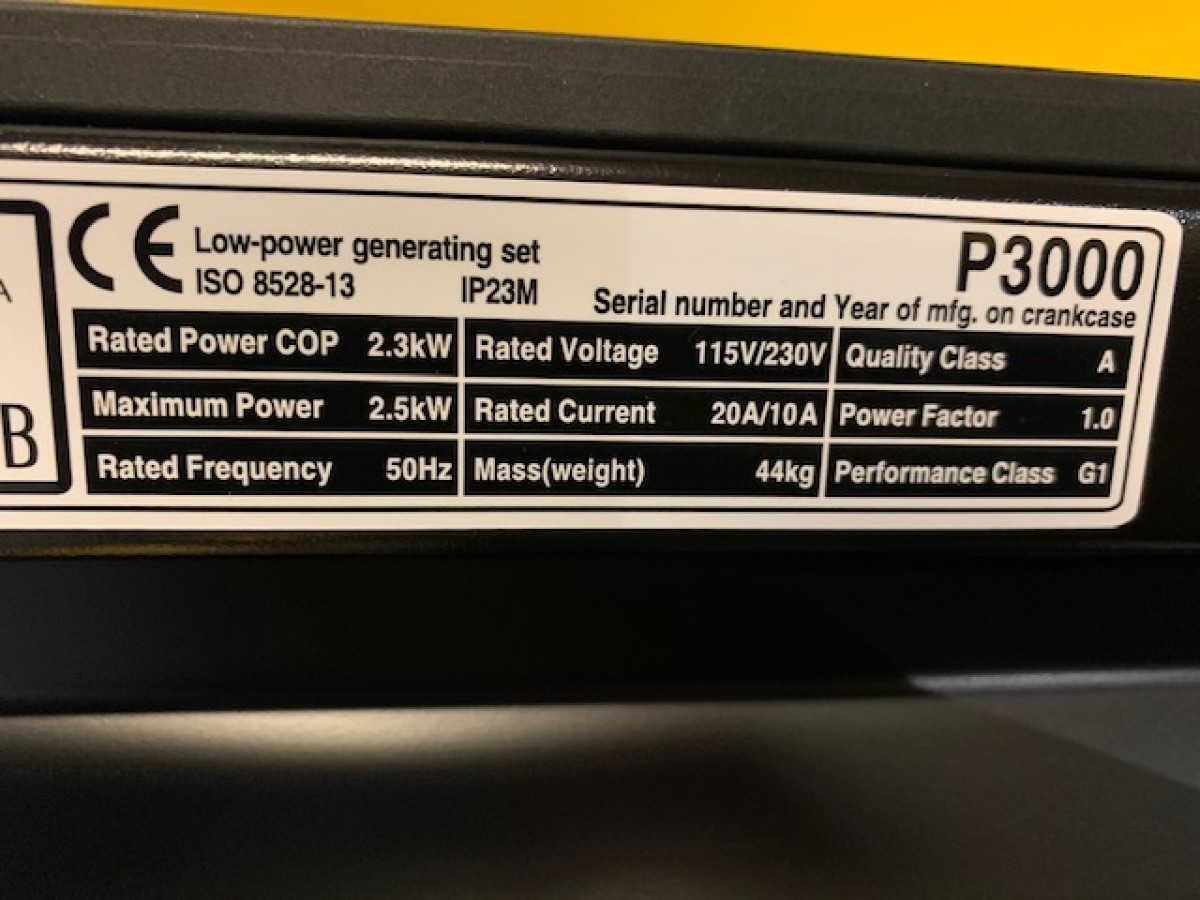 CE Low-power generating set
ISO 8528-13 IP23M
P3000
Serial number and Year of mfg. on crankcase
Rated Power COP 2.3kW Rated Voltage 115V/230V Quality Class A
Maximum Power 2.5kW Rated Current 20A/10A Power Factor 1.0
Rated Frequency 50Hz Mass(weight) 44kg Performance Class G1
A
B